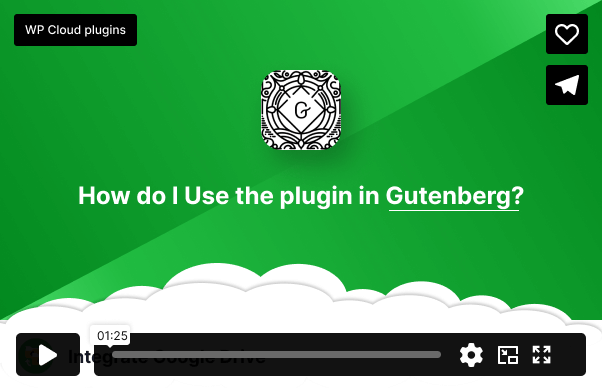 WP Cloud plugins
G
How do I Use the plugin in Gutenberg?
01:25
Integrate Google Drive